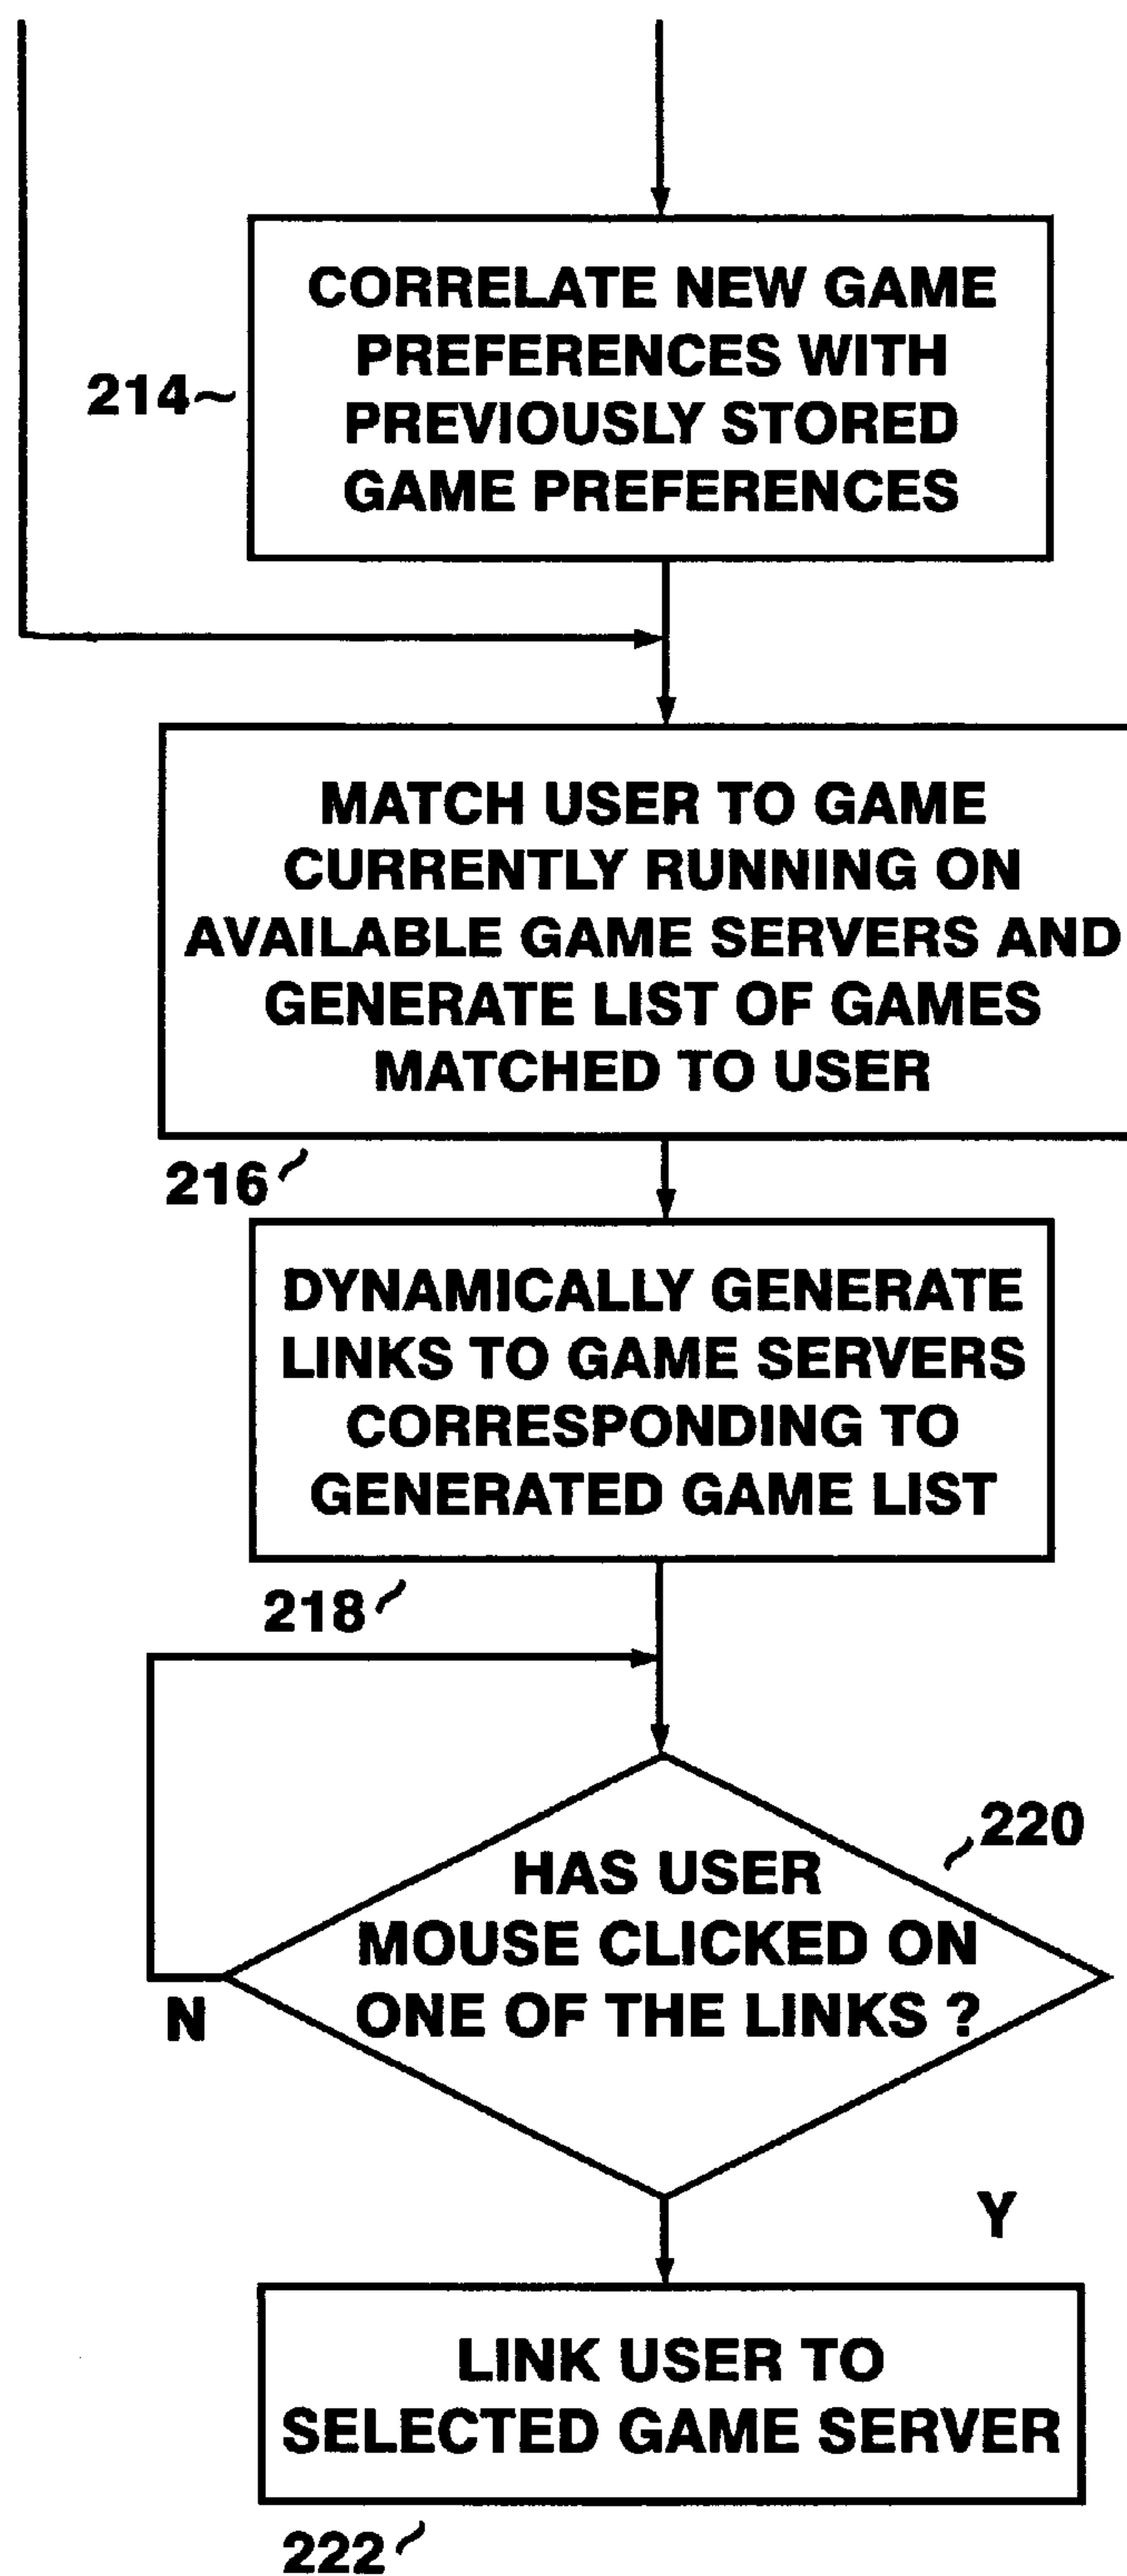 CORRELATE NEW GAME
PREFERENCES WITH
PREVIOUSLY STORED
GAME PREFERENCES
214
MATCH USER TO GAME
CURRENTLY RUNNING ON
AVAILABLE GAME SERVERS AND
GENERATE LIST OF GAMES
MATCHED TO USER
216
DYNAMICALLY GENERATE
LINKS TO GAME SERVERS
CORRESPONDING TO
GENERATED GAME LIST
218
220
HAS USER
MOUSE CLICKED ON
ONE OF THE LINKS ?
N
Y
LINK USER TO
SELECTED GAME SERVER
222